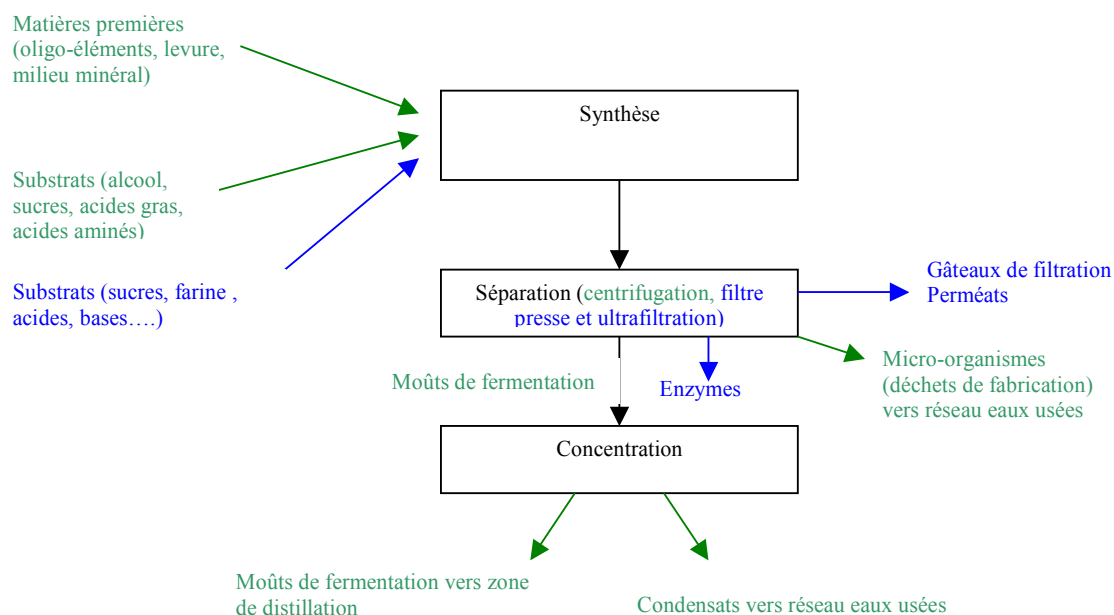 Matières premières
(oligo-éléments, levure,
milieu minéral)
Synthèse
Substrats (alcool,
sucres, acides gras,
acides aminés)
Substrats (sucres, farine ,
acides, bases….)
Séparation (centrifugation, filtre
presse et ultrafiltration)
Gâteaux de filtration
Perméats
Micro-organismes
(déchets de fabrication)
vers réseau eaux usées
Moûts de fermentation
Enzymes
Concentration
Moûts de fermentation vers zone
de distillation
Condensats vers réseau eaux usées